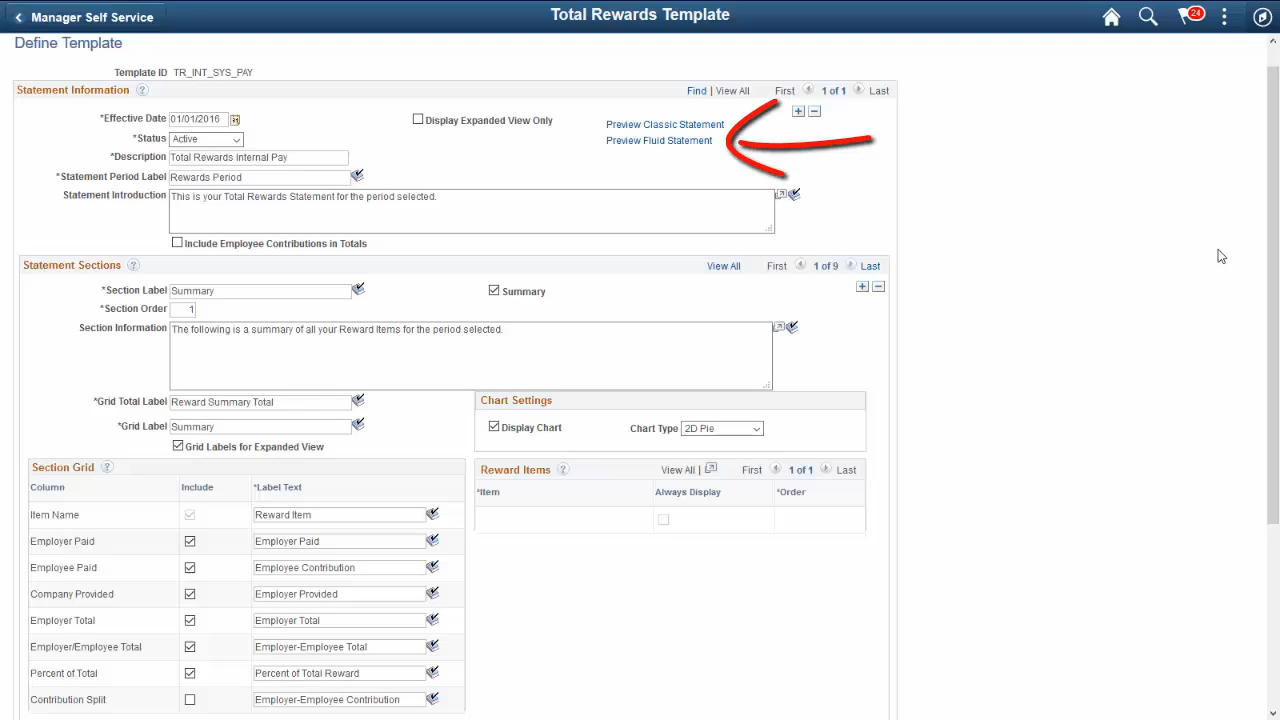 Manager Self Service
Total Rewards Template
24
Define Template
Template ID TR_INT_SYS_PAY
Statement Information
Find | View All First 1 of 1 Last
*Effective Date 01/01/2016
Display Expanded View Only
Preview Classic Statement
*Status Active
Preview Fluid Statement
*Description Total Rewards Internal Pay
*Statement Period Label Rewards Period
Statement Introduction This is your Total Rewards Statement for the period selected.
Include Employee Contributions in Totals
Statement Sections
View All First 1 of 9 Last
*Section Label Summary
Summary
*Section Order 1
Section Information The following is a summary of all your Reward Items for the period selected.
*Grid Total Label Reward Summary Total
*Grid Label Summary
Grid Labels for Expanded View
Chart Settings
Display Chart Chart Type 2D Pie
Section Grid
Column Include *Label Text
Item Name Reward Item
Employer Paid Employer Paid
Employee Paid Employee Contribution
Company Provided Employer Provided
Employer Total Employer Total
Employer/Employee Total Employer-Employee Total
Percent of Total Percent of Total Reward
Contribution Split Employer-Employee Contribution
Reward Items View All | First 1 of 1 Last
*Item Always Display *Order